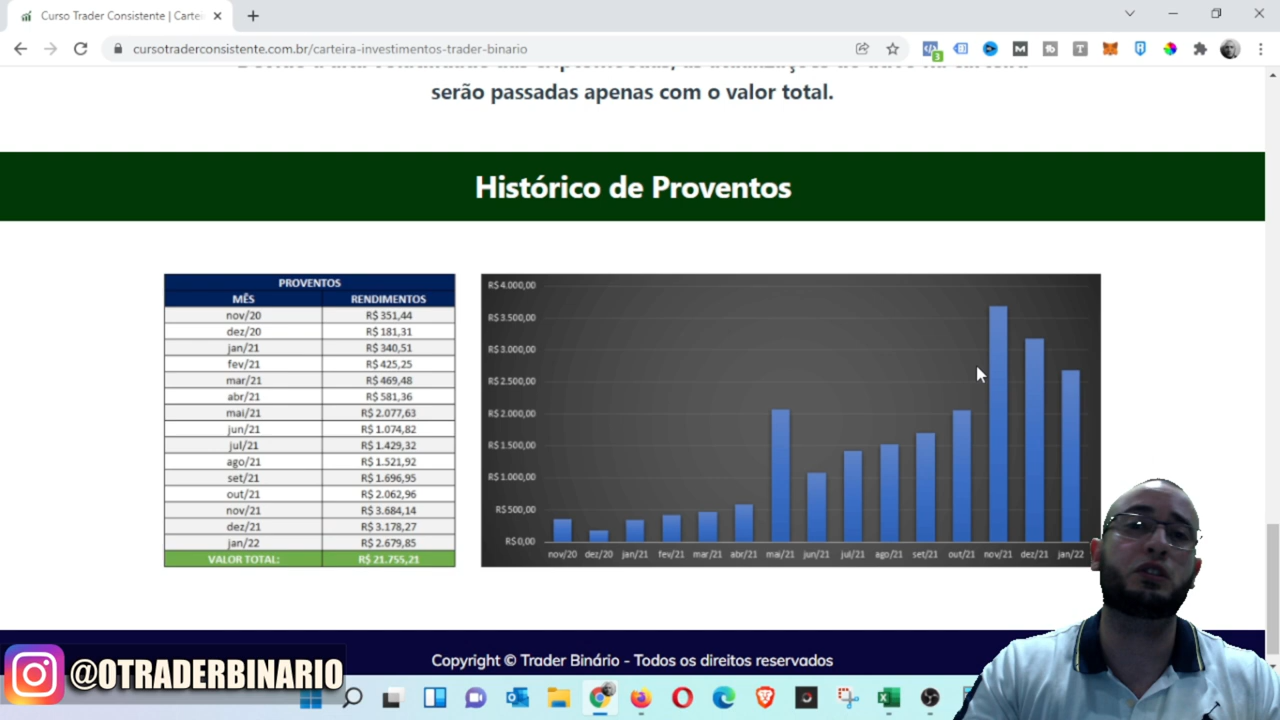 Curso Trader Consistente | Carte
cursotraderconsistente.com.br/carteira-investimentos-trader-binario
3
serão passadas apenas com o valor total.
Histórico de Proventos
PROVENTOS
MÊS RENDIMENTOS
nov/20 R$ 351,44
dez/20 R$ 181,31
jan/21 R$ 340,51
fev/21 R$ 425,25
mar/21 R$ 469,48
abr/21 R$ 581,36
mai/21 R$ 2.077,63
jun/21 R$ 1.074,82
jul/21 R$ 1.429,32
ago/21 R$ 1.521,92
set/21 R$ 1.696,95
out/21 R$ 2.062,96
nov/21 R$ 3.684,14
dez/21 R$ 3.178,27
jan/22 R$ 2.679,85
VALOR TOTAL: R$ 21.755,21
R$ 4.000,00
R$ 3.500,00
R$ 3.000,00
R$ 2.500,00
R$ 2.000,00
R$ 1.500,00
R$ 1.000,00
R$ 500,00
R$ 0,00
nov/20 dez/20 jan/21 fev/21 mar/21 abr/21 mai/21 jun/21 jul/21 ago/21 set/21 out/21 nov/21 dez/21 jan/22
Copyright © Trader Binário - Todos os direitos reservados
@OTRADERBINARIO